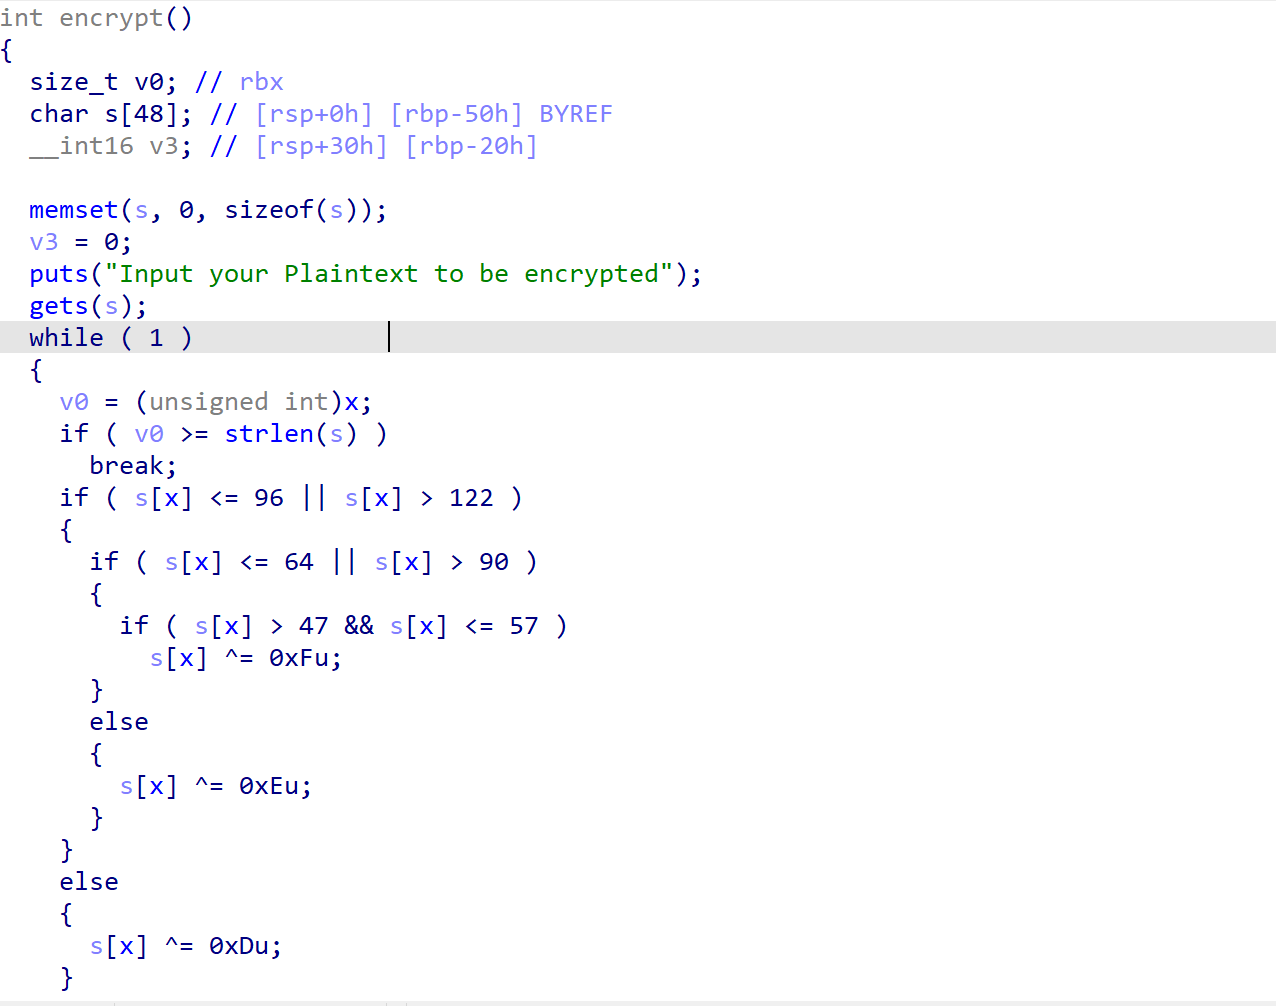 int encrypt()
{
  size_t v0; // rbx
  char s[48]; // [rsp+0h] [rbp-50h] BYREF
  __int16 v3; // [rsp+30h] [rbp-20h]

  memset(s, 0, sizeof(s));
  v3 = 0;
  puts("Input your Plaintext to be encrypted");
  gets(s);
  while ( 1 )
  {
    v0 = (unsigned int)x;
    if ( v0 >= strlen(s) )
      break;
    if ( s[x] <= 96 || s[x] > 122 )
    {
      if ( s[x] <= 64 || s[x] > 90 )
      {
        if ( s[x] > 47 && s[x] <= 57 )
          s[x] ^= 0xFu;
      }
      else
      {
        s[x] ^= 0xEu;
      }
    }
    else
    {
      s[x] ^= 0xDu;
    }